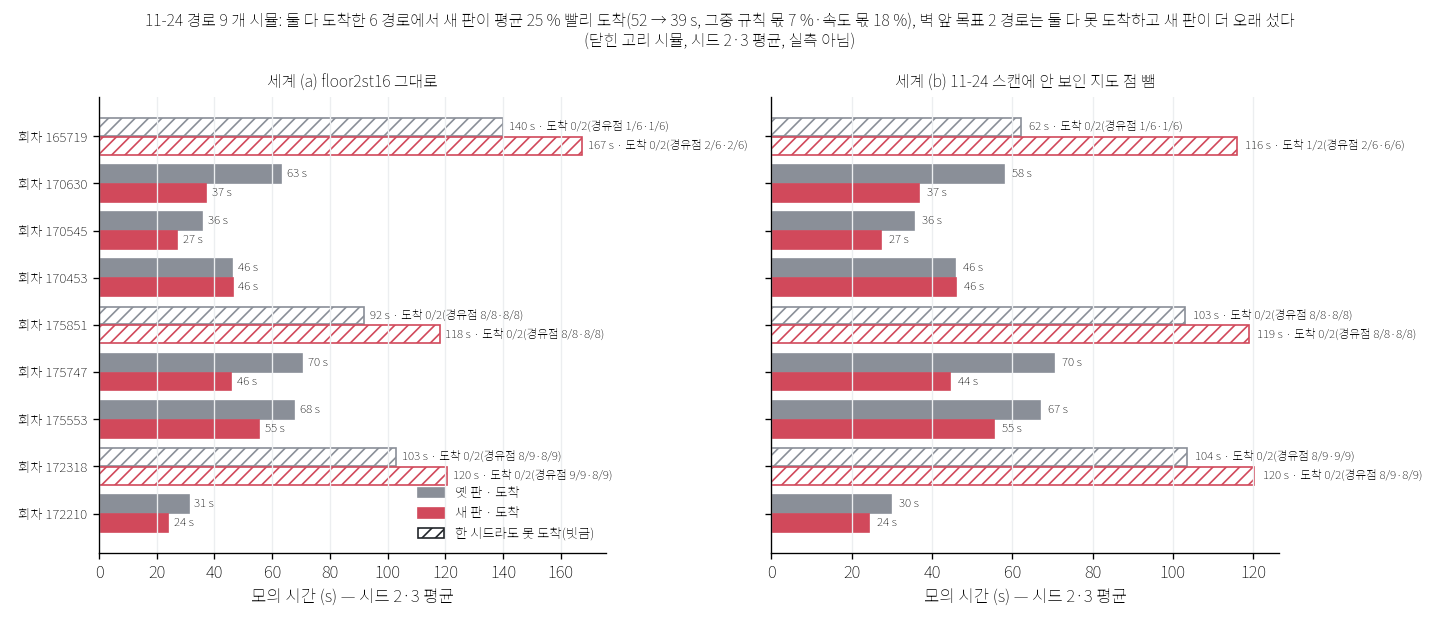 11-24 경로 9 개 시뮬: 둘 다 도착한 6 경로에서 새 판이 평균 25 % 빨리 도착(52 → 39 s, 그중 규칙 몫 7 %·속도 몫 18 %), 벽 앞 목표 2 경로는 둘 다 못 도착하고 새 판이 더 오래 섰다
(닫힌 고리 시뮬, 시드 2·3 평균, 실측 아님)
세계 (a) floor2st16 그대로
회차 165719
140 s · 도착 0/2(경유점 1/6·1/6)
167 s · 도착 0/2(경유점 2/6·2/6)
회차 170630
63 s
37 s
회차 170545
36 s
27 s
회차 170453
46 s
46 s
회차 175851
92 s · 도착 0/2(경유점 8/8·8/8)
118 s · 도착 0/2(경유점 8/8·8/8)
회차 175747
70 s
46 s
회차 175553
68 s
55 s
회차 172318
103 s · 도착 0/2(경유점 8/9·8/9)
120 s · 도착 0/2(경유점 9/9·8/9)
회차 172210
31 s
24 s
옛 판 · 도착
새 판 · 도착
한 시드라도 못 도착(빗금)
0 20 40 60 80 100 120 140 160
모의 시간 (s) — 시드 2·3 평균
세계 (b) 11-24 스캔에 안 보인 지도 점 뺌
62 s · 도착 0/2(경유점 1/6·1/6)
116 s · 도착 1/2(경유점 2/6·6/6)
58 s
37 s
36 s
27 s
46 s
46 s
103 s · 도착 0/2(경유점 8/8·8/8)
119 s · 도착 0/2(경유점 8/8·8/8)
70 s
44 s
67 s
55 s
104 s · 도착 0/2(경유점 8/9·9/9)
120 s · 도착 0/2(경유점 8/9·8/9)
30 s
24 s
0 20 40 60 80 100 120
모의 시간 (s) — 시드 2·3 평균